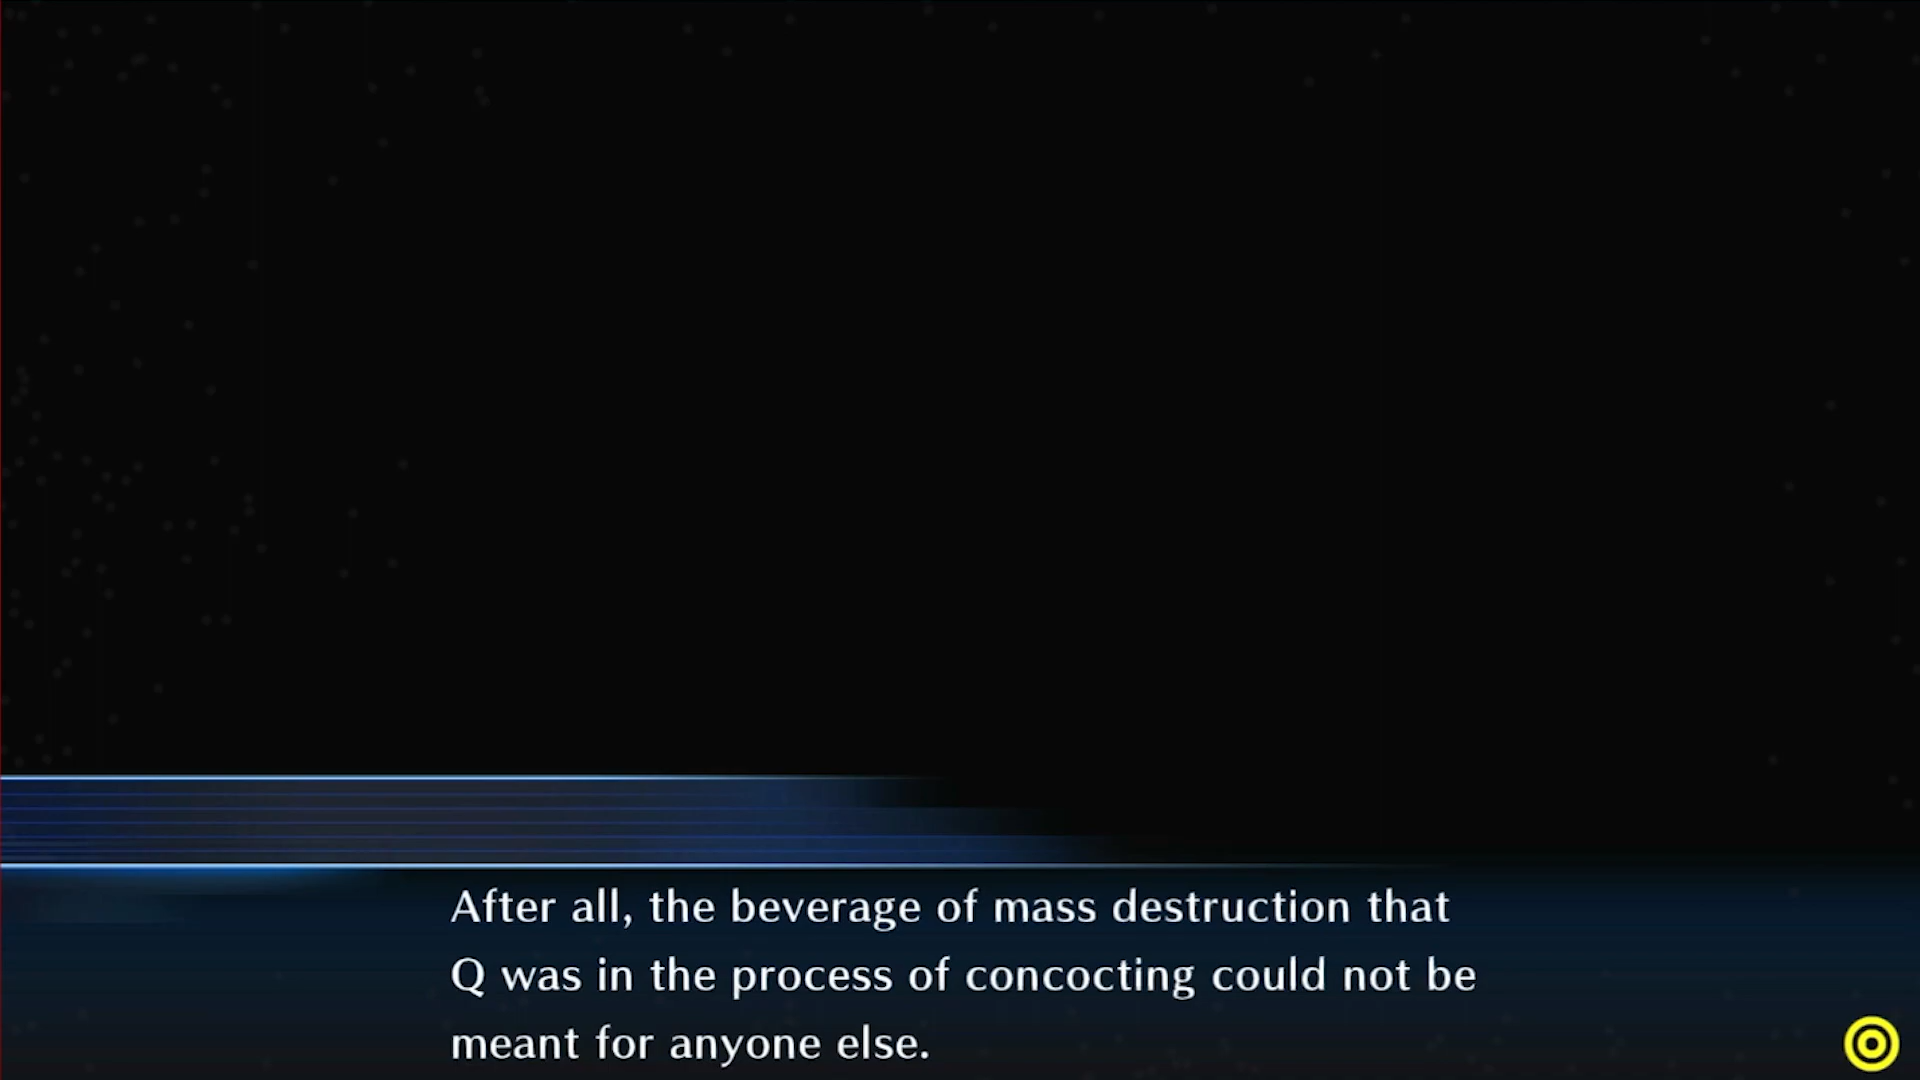 After all, the beverage of mass destruction that
Q was in the process of concocting could not be
meant for anyone else.